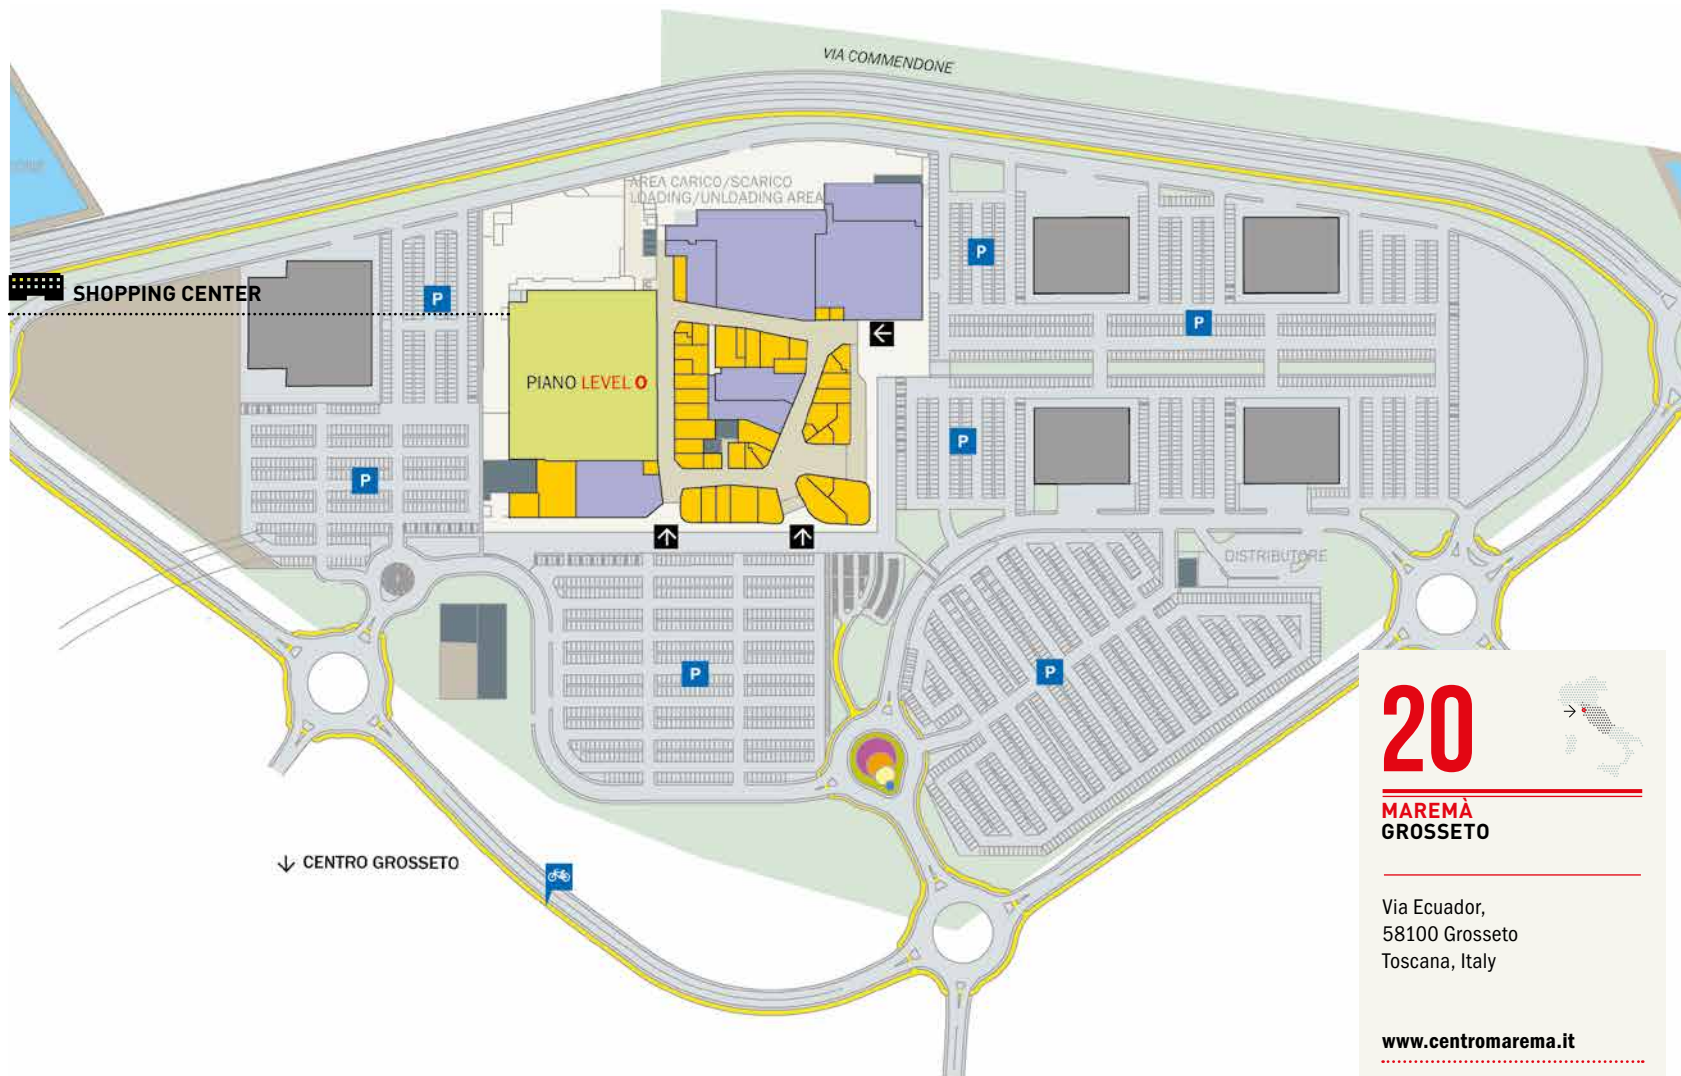 VIA COMMENDONE
AREA CARICO/SCARICO
LOADING/UNLOADING AREA
SHOPPING CENTER
P
P
P
PIANO LEVEL 0
P
P
DISTRIBUTORE
P
P
CENTRO GROSSETO
20
MAREMÀ
GROSSETO
Via Ecuador,
58100 Grosseto
Toscana, Italy
www.centromarema.it